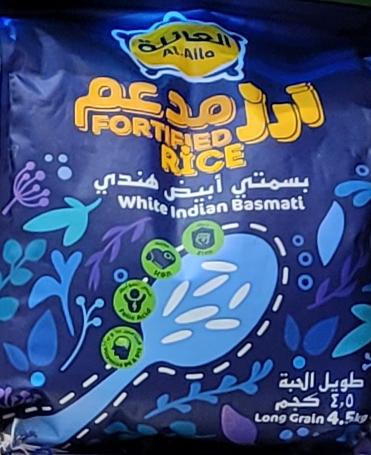 العائلة
AL Aila
أرز مدعم
FORTIFIED
RICE
بسمتي أبيض هندي
White Indian Basmati
Zinc
Iron
Folic Acid
طويل الحبة
٤,٥ كجم
Long Grain 4.5kg